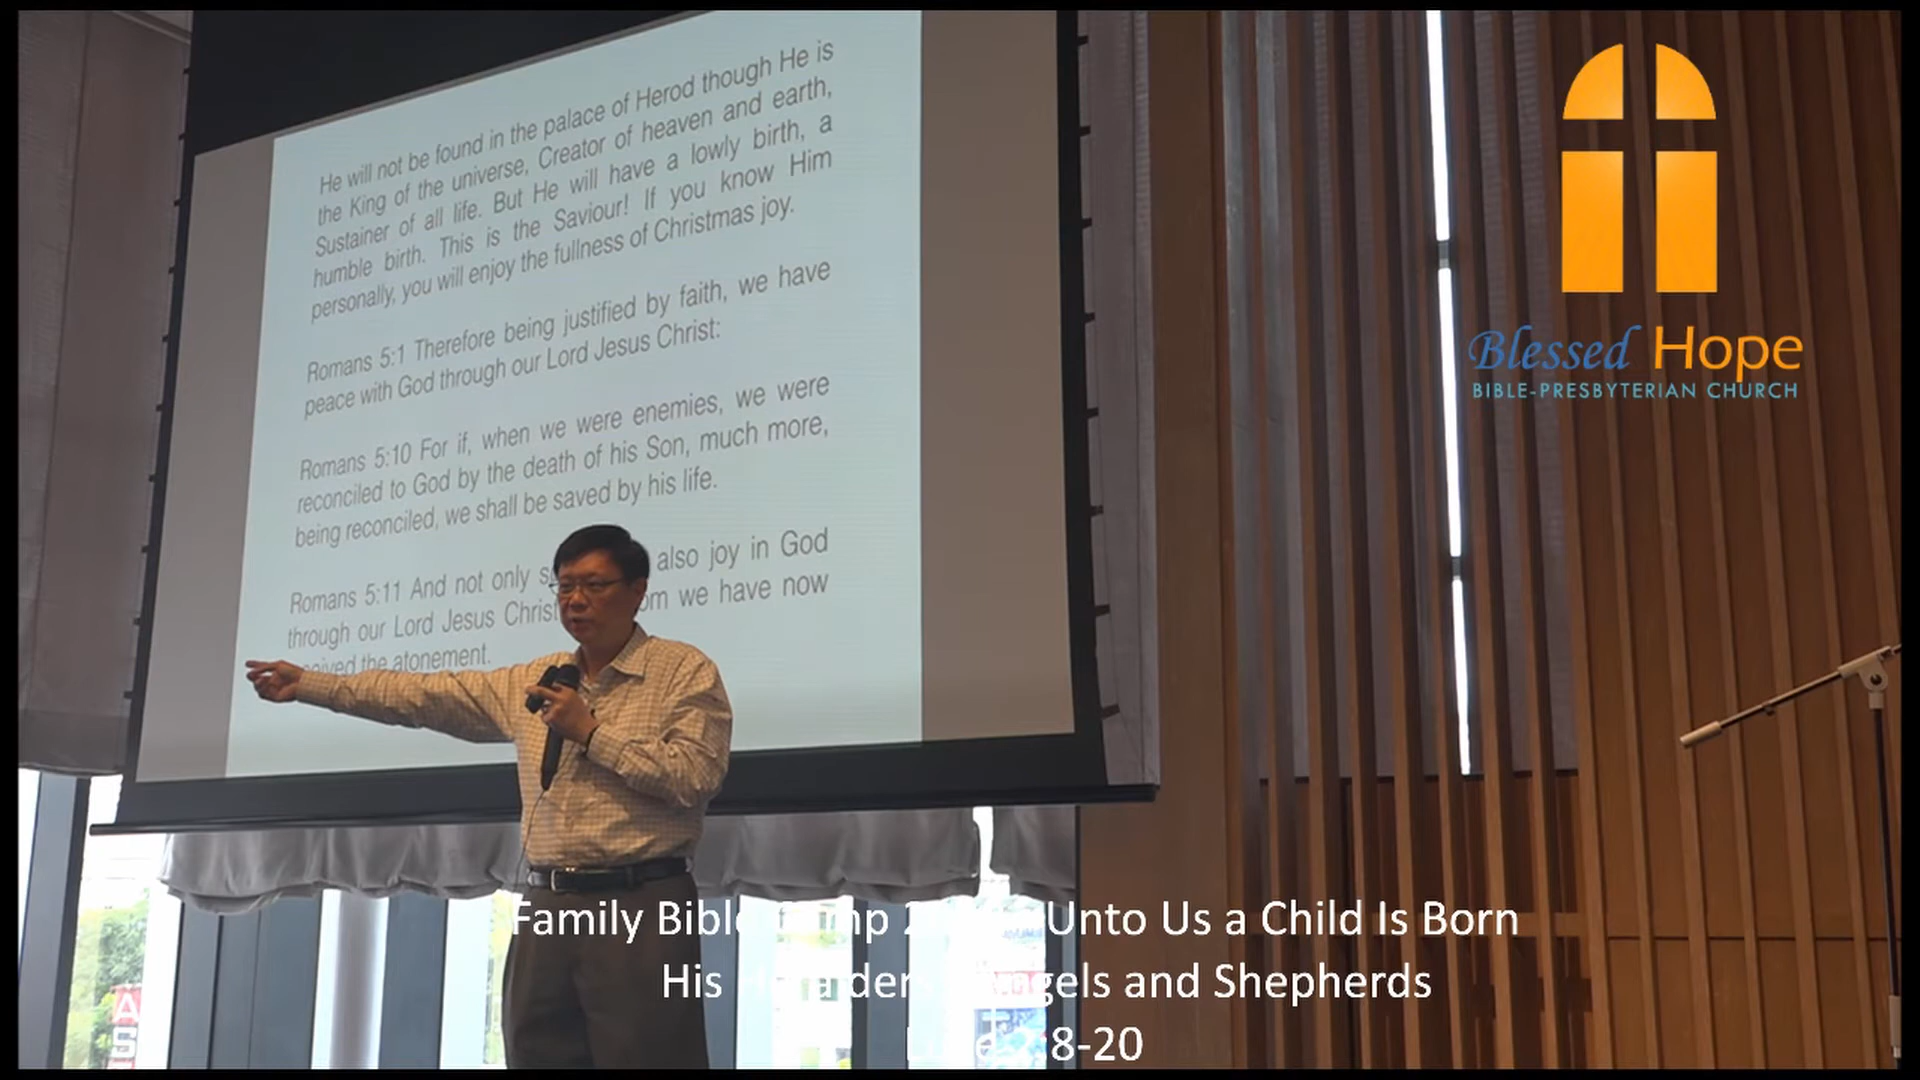 He will not be found in the palace of Herod though He is
the King of the universe, Creator of heaven and earth,
Sustainer of all life. But He will have a lowly birth, a
humble birth. This is the Saviour! If you know Him
personally, you will enjoy the fullness of Christmas joy.
Romans 5:1 Therefore being justified by faith, we have
peace with God through our Lord Jesus Christ:
Romans 5:10 For if, when we were enemies, we were
reconciled to God by the death of his Son, much more,
being reconciled, we shall be saved by his life.
Romans 5:11 And not only also joy in God
through our Lord Jesus Christ we have now
the atonement.
Blessed Hope
BIBLE-PRESBYTERIAN CHURCH
Family Unto Us a Child Is Born
His and Shepherds
:8-20